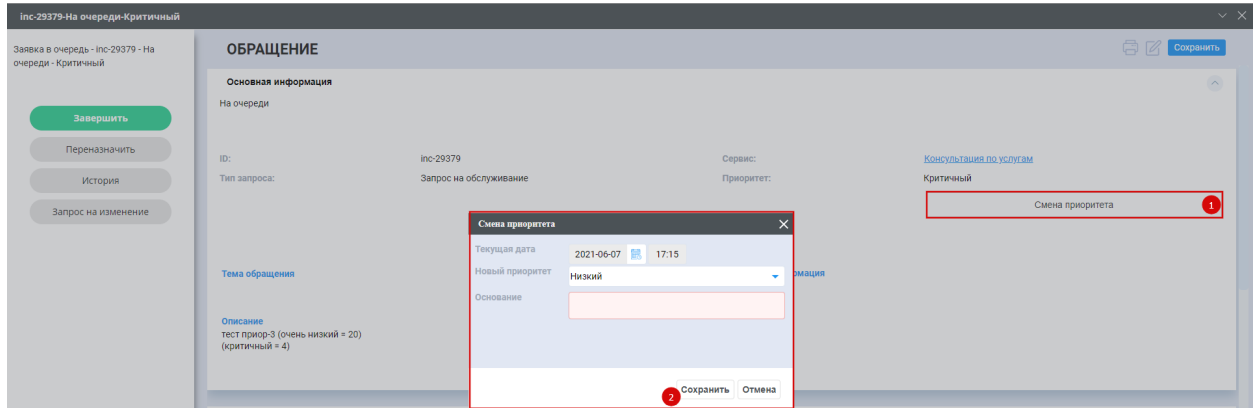 inc-29379-На очереди-Критичный
Заявка в очередь - inc-29379 - На
очереди - Критичный
Завершить
Переназначить
История
Запрос на изменение
ОБРАЩЕНИЕ
Сохранить
Основная информация
На очереди
ID:
inc-29379
Сервис:
Консультация по услугам
Тип запроса:
Запрос на обслуживание
Приоритет:
Критичный
Смена приоритета
1
Тема обращения
рмация
Описание
тест приор-3 (очень низкий = 20)
(критичный = 4)
Смена приоритета
Текущая дата
2021-06-07
17:15
Новый приоритет
Низкий
Основание
2
Сохранить
Отмена